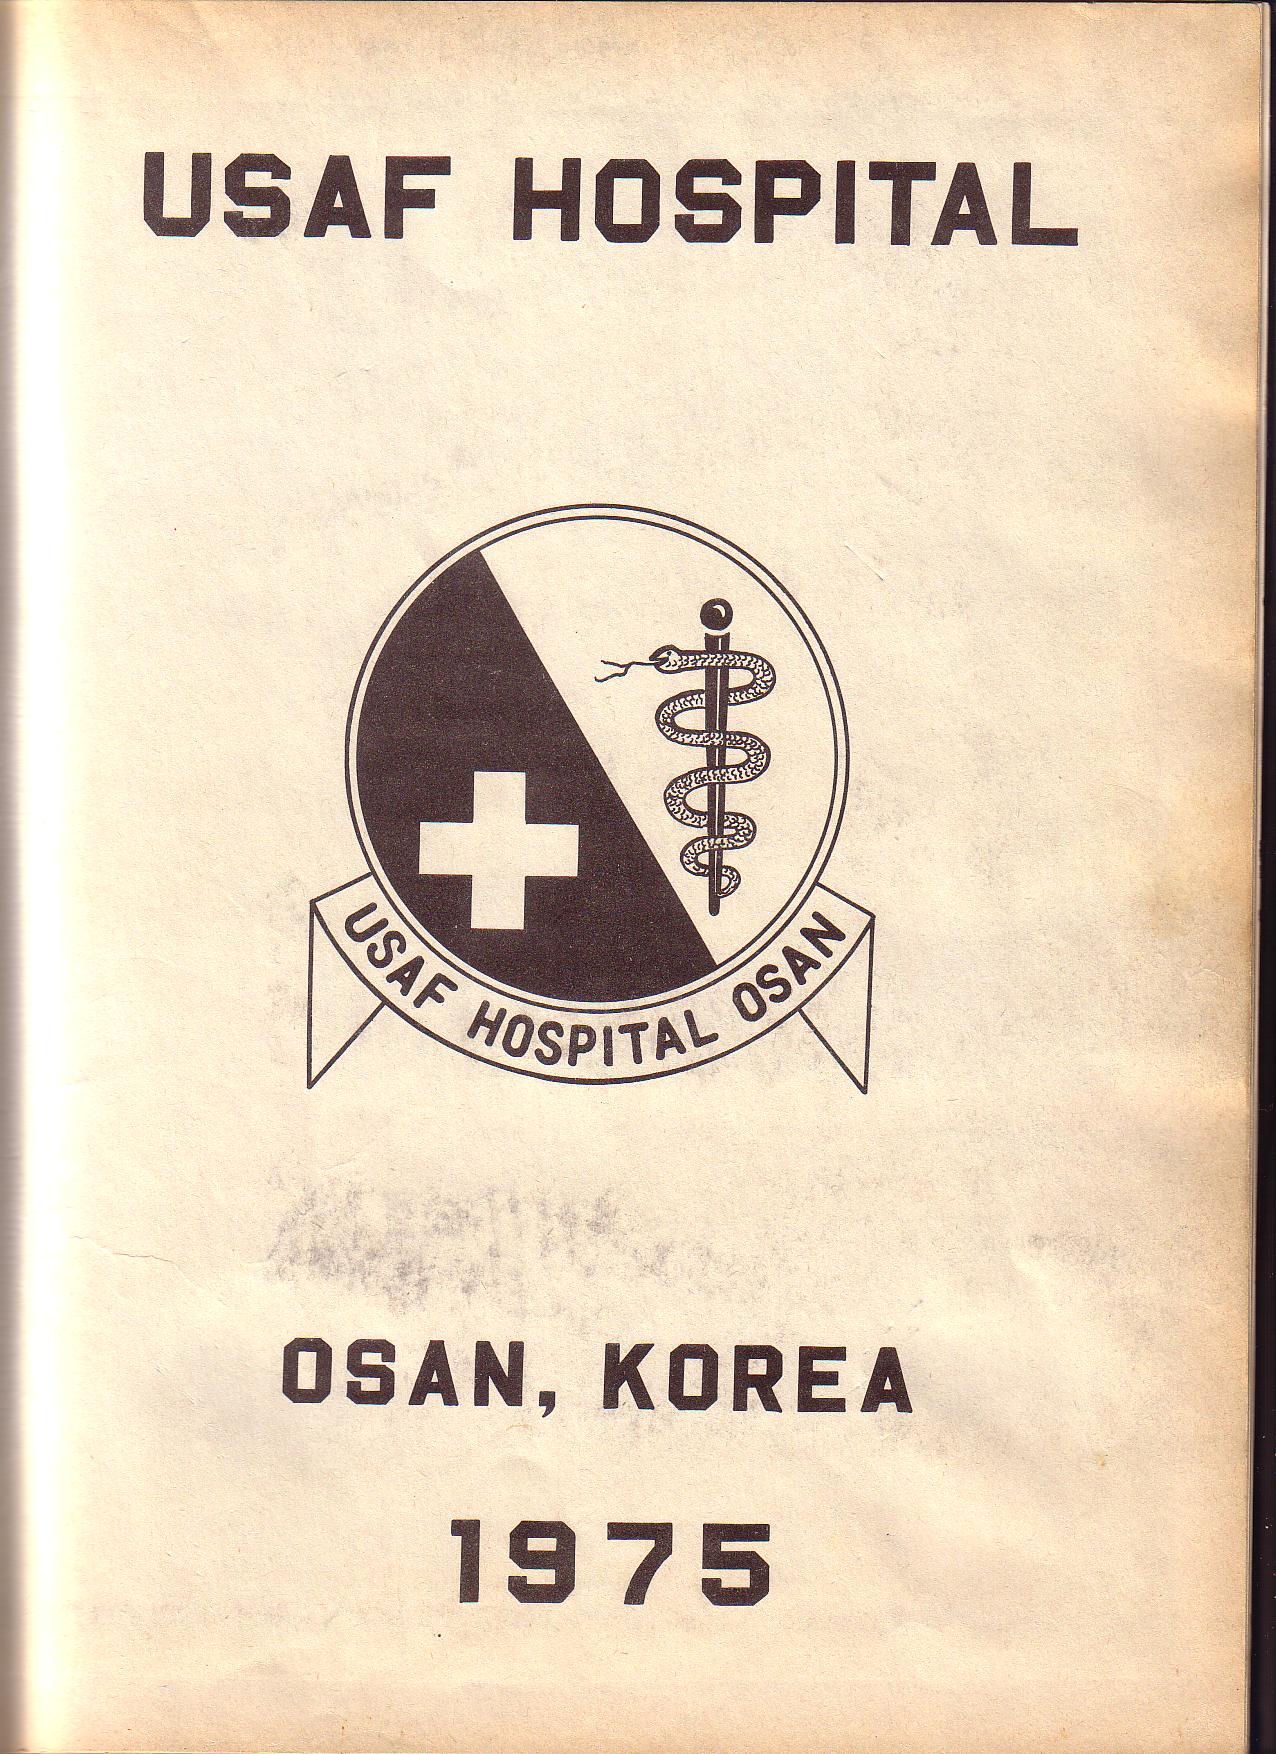 USAF HOSPITAL
USAF HOSPITAL OSAN
OSAN, KOREA
1975